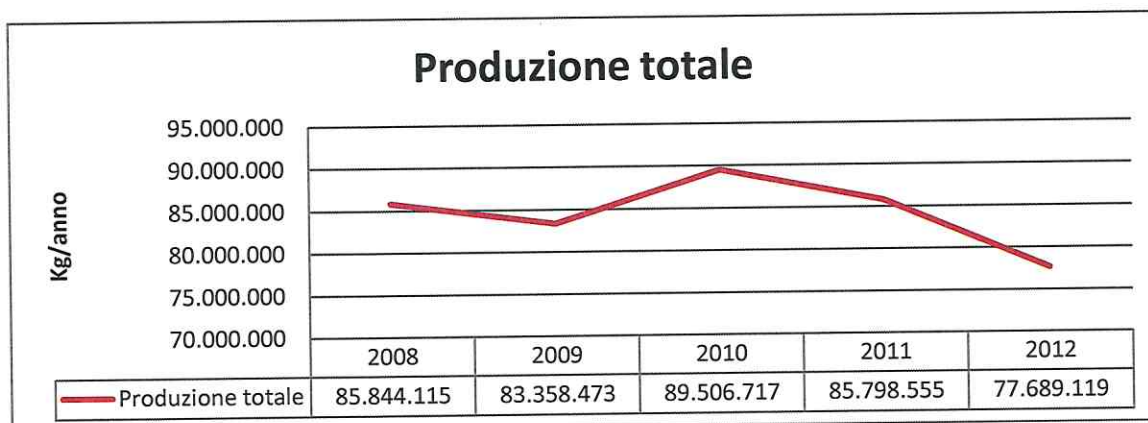 Produzione totale
Kg/anno
95.000.000
90.000.000
85.000.000
80.000.000
75.000.000
70.000.000
2008 2009 2010 2011 2012
Produzione totale 85.844.115 83.358.473 89.506.717 85.798.555 77.689.119